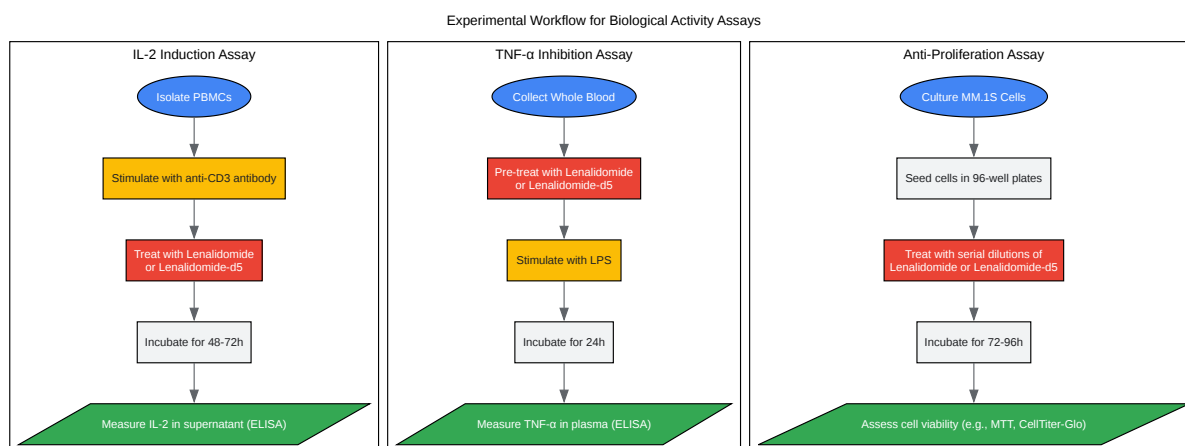 Experimental Workflow for Biological Activity Assays
IL-2 Induction Assay
Isolate PBMCs
Stimulate with anti-CD3 antibody
Treat with Lenalidomide
or Lenalidomide-d5
Incubate for 48-72h
Measure IL-2 in supernatant (ELISA)
TNF-α Inhibition Assay
Collect Whole Blood
Pre-treat with Lenalidomide
or Lenalidomide-d5
Stimulate with LPS
Incubate for 24h
Measure TNF-α in plasma (ELISA)
Anti-Proliferation Assay
Culture MM.1S Cells
Seed cells in 96-well plates
Treat with serial dilutions of
Lenalidomide or Lenalidomide-d5
Incubate for 72-96h
Assess cell viability (e.g., MTT, CellTiter-Glo)